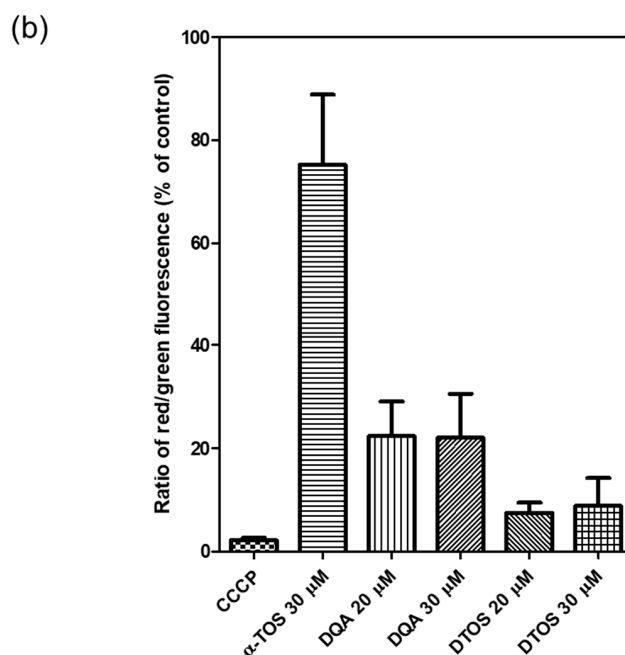 (b)
Ratio of red/green fluorescence (% of control)
100
80
60
40
20
0
CCCP
α-TOS 30 μM
DQA 20 μM
DQA 30 μM
DTOS 20 μM
DTOS 30 μM